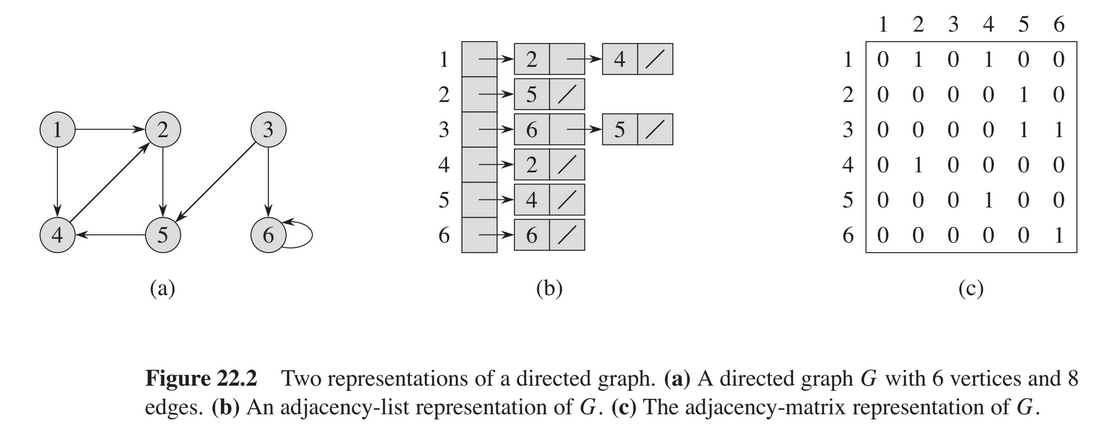 1 2 3 4 5 6
1 2 4 1 0 1 0 1 0 0
2 5 2 0 0 0 0 1 0
1 2 3 3 6 5 3 0 0 0 0 1 1
4 2 4 0 1 0 0 0 0
5 4 5 0 0 0 1 0 0
4 5 6 6 6 6 0 0 0 0 0 1
(a) (b) (c)
Figure 22.2 Two representations of a directed graph. (a) A directed graph G with 6 vertices and 8
edges. (b) An adjacency-list representation of G. (c) The adjacency-matrix representation of G.